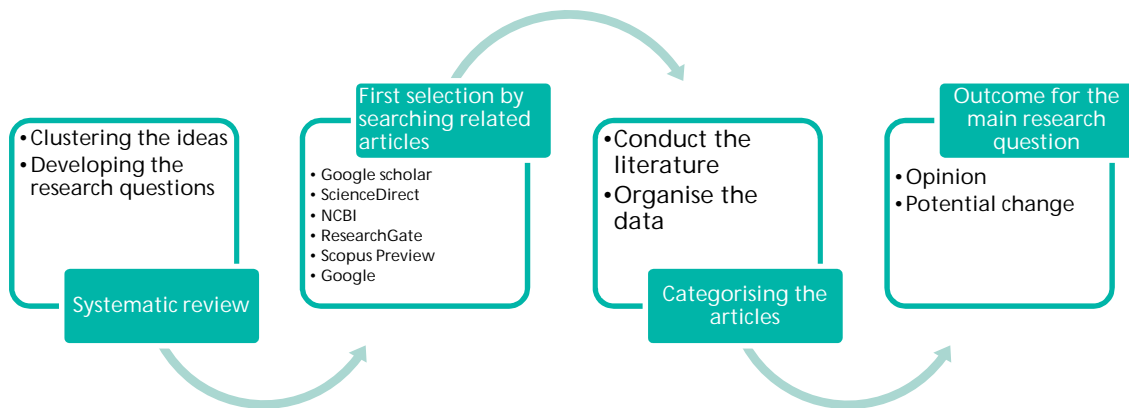 • Clustering the ideas
• Developing the
research questions
Systematic review
First selection by
searching related
articles
• Google scholar
• ScienceDirect
• NCBI
• ResearchGate
• Scopus Preview
• Google
• Conduct the
literature
• Organise the
data
Categorising the
articles
Outcome for the
main research
question
• Opinion
• Potential change